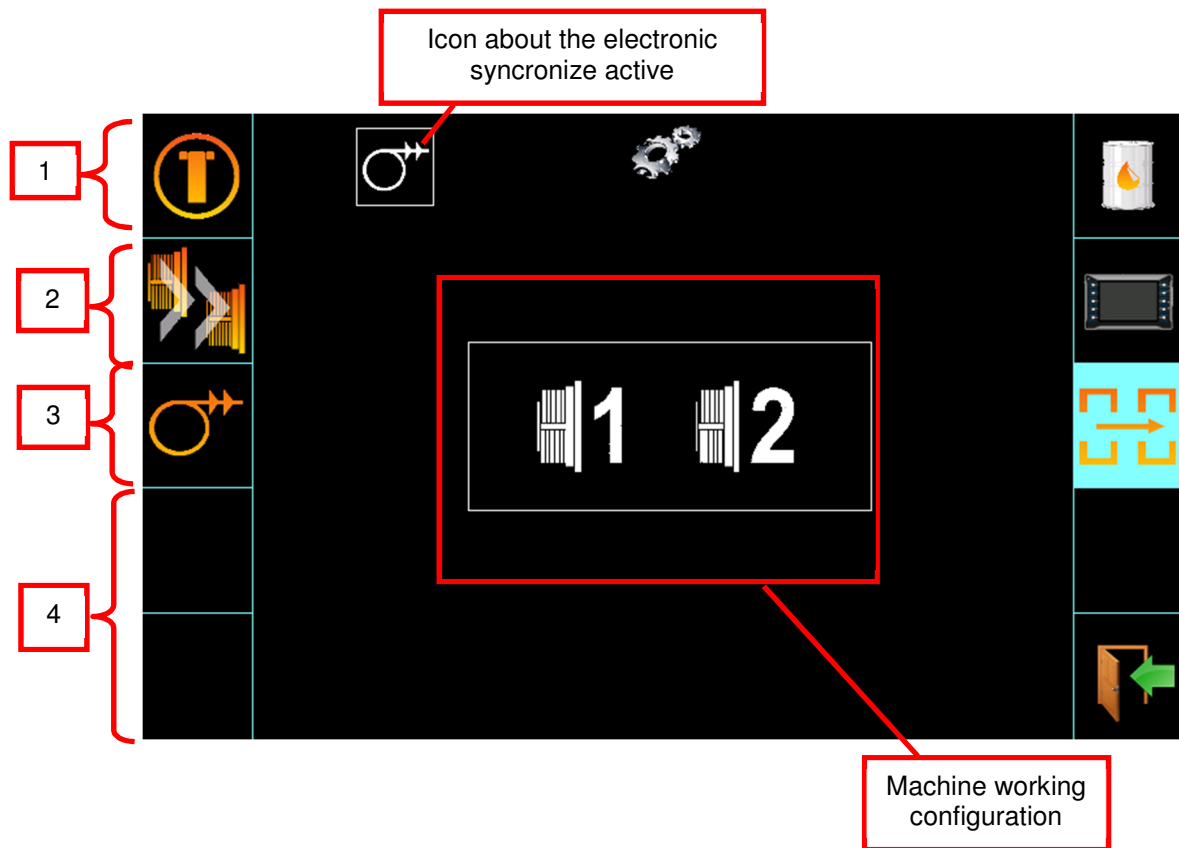 Icon about the electronic
syncronize active
1
2
3
4
1 2
Machine working
configuration